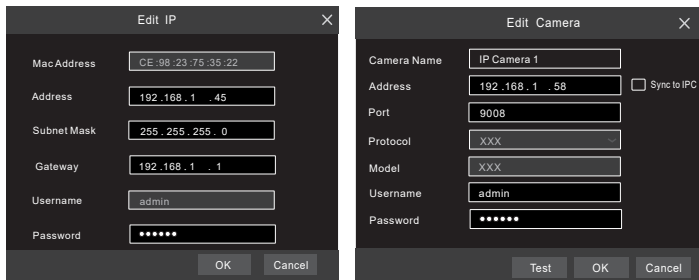 Edit IP
Mac Address CE:98:23:75:35:22
Address 192.168.1 .45
Subnet Mask 255.255.255. 0
Gateway 192.168.1 . 1
Username admin
Password ●●●●●●
OK Cancel
Edit Camera
Camera Name IP Camera 1
Address 192.168.1 .58 Sync to IPC
Port 9008
Protocol XXX
Model XXX
Username admin
Password ●●●●●●
Test OK Cancel